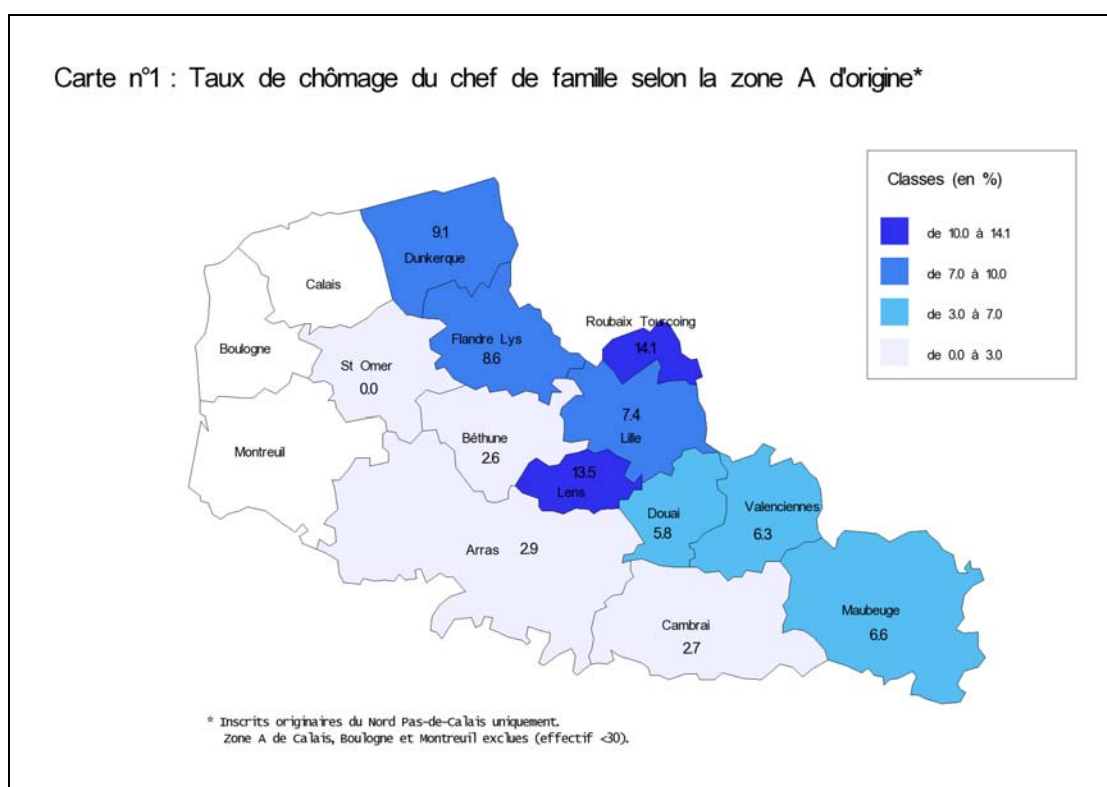 Carte n°1 : Taux de chômage du chef de famille selon la zone A d'origine*
Classes (en %)
de 10.0 à 14.1
de 7.0 à 10.0
de 3.0 à 7.0
de 0.0 à 3.0
9.1
Dunkerque
Calais
Roubaix Tourcoing
14.1
Flandre Lys
8.6
Boulogne
St Omer
0.0
7.4
Lille
Béthune
2.6
Montreuil
13.5
Lens
Douai
5.8
Valenciennes
6.3
Arras 2.9
Maubeuge
6.6
Cambrai
2.7
* Inscrits originaires du Nord Pas-de-Calais uniquement.
Zone A de Calais, Boulogne et Montreuil exclues (effectif <30).